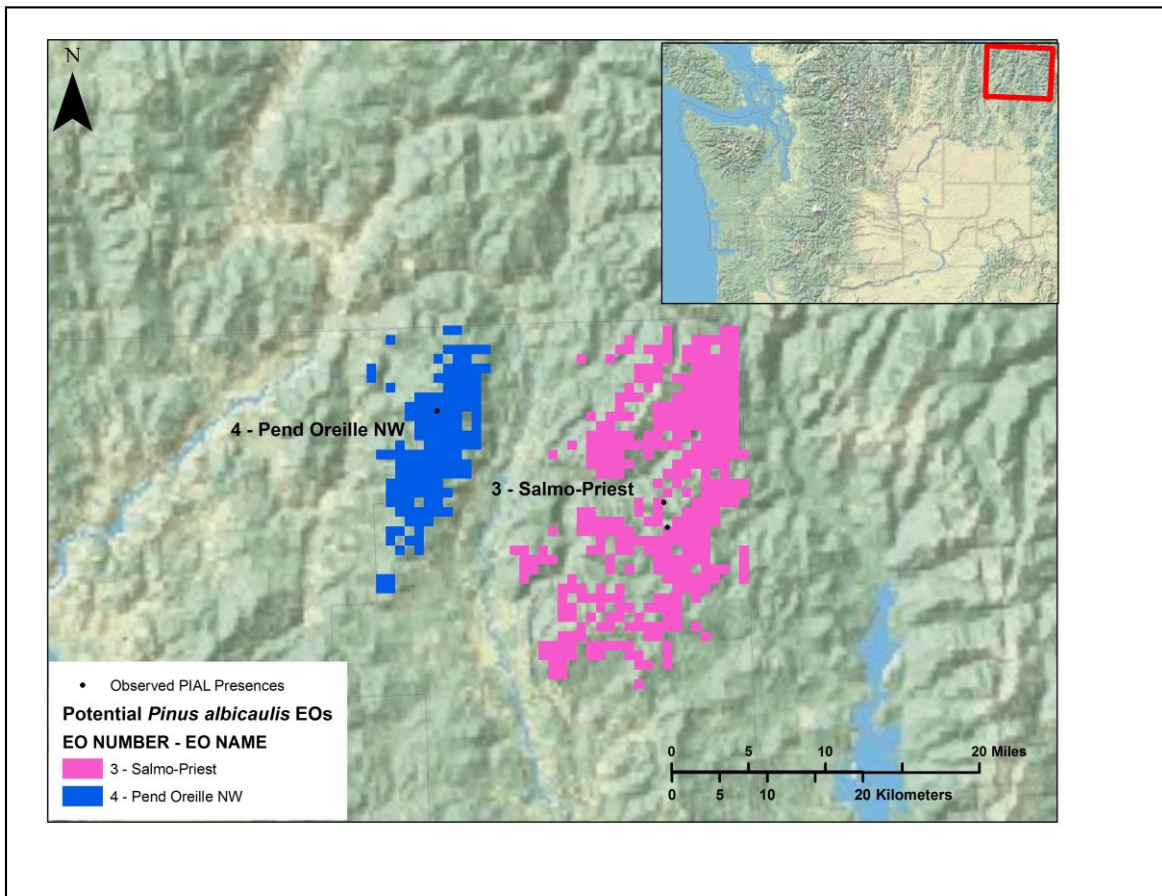 N
4 - Pend Oreille NW
3 - Salmo-Priest
Observed PIAL Presences
Potential Pinus albicaulis EOs
EO NUMBER - EO NAME
3 - Salmo-Priest
4 - Pend Oreille NW
0 5 10 20 Miles
0 5 10 20 Kilometers